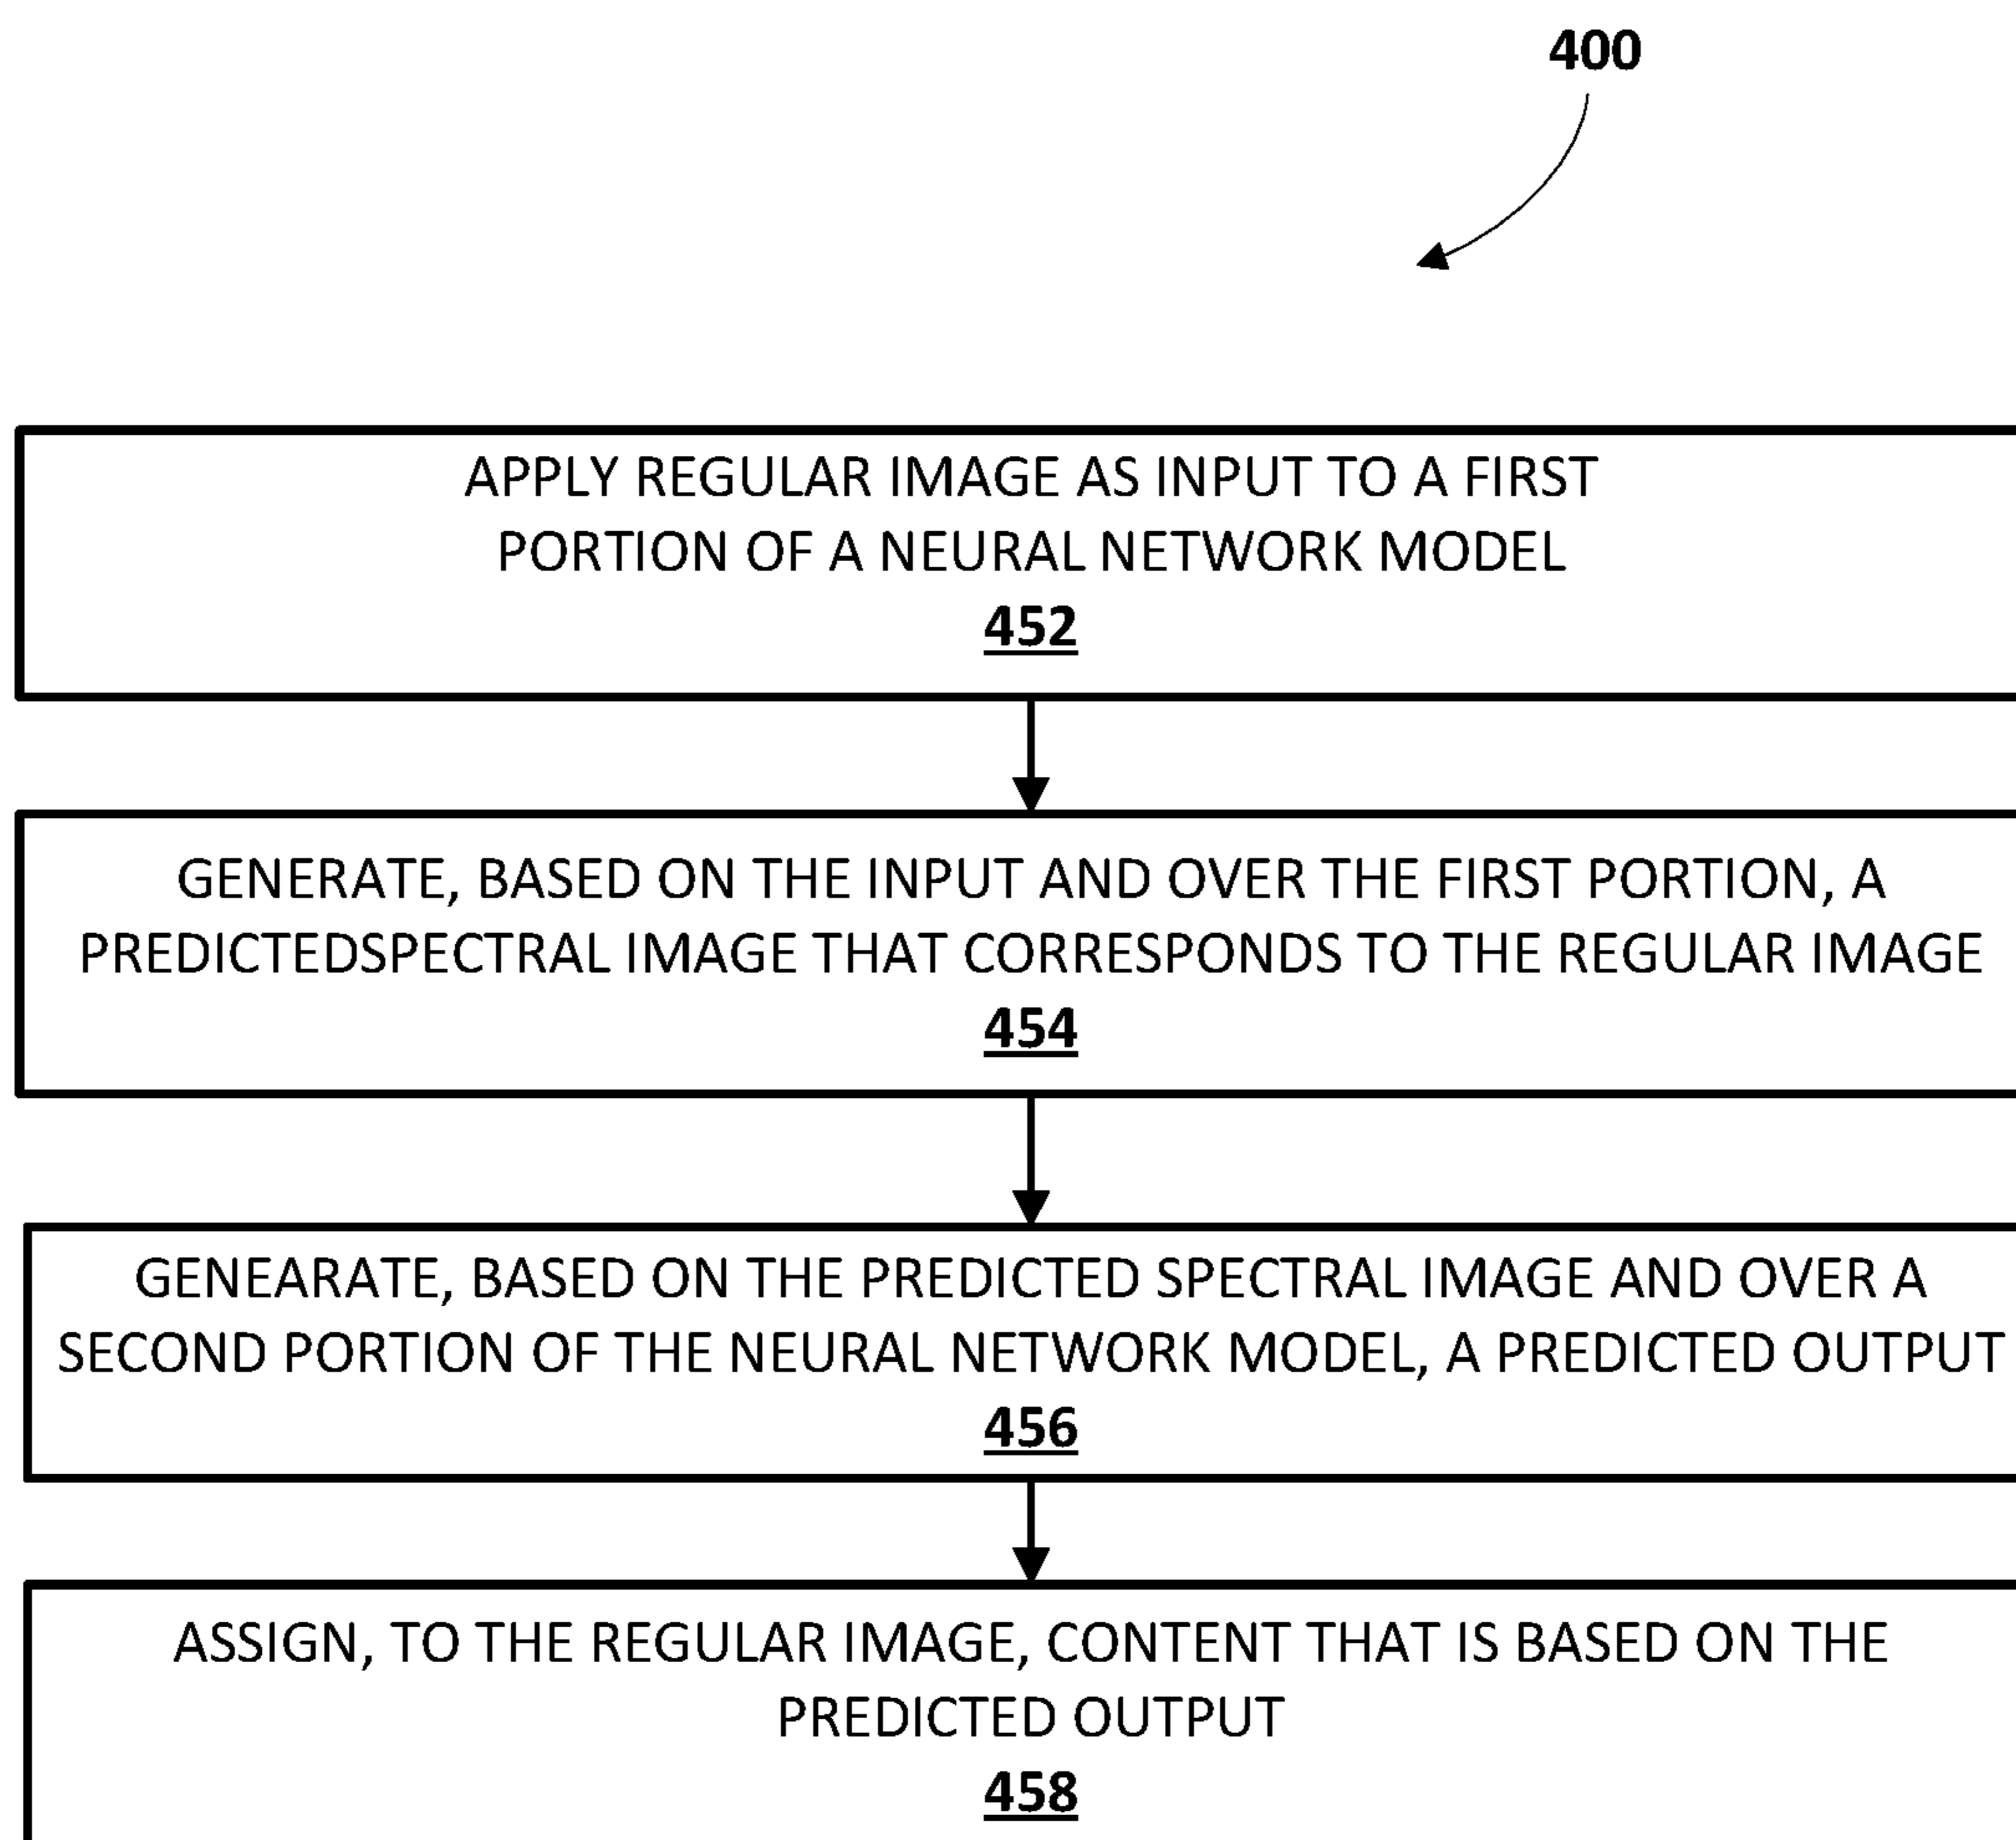 400
APPLY REGULAR IMAGE AS INPUT TO A FIRST
PORTION OF A NEURAL NETWORK MODEL
452
GENERATE, BASED ON THE INPUT AND OVER THE FIRST PORTION, A
PREDICTEDSPECTRAL IMAGE THAT CORRESPONDS TO THE REGULAR IMAGE
454
GENEARATE, BASED ON THE PREDICTED SPECTRAL IMAGE AND OVER A
SECOND PORTION OF THE NEURAL NETWORK MODEL, A PREDICTED OUTPUT
456
ASSIGN, TO THE REGULAR IMAGE, CONTENT THAT IS BASED ON THE
PREDICTED OUTPUT
458